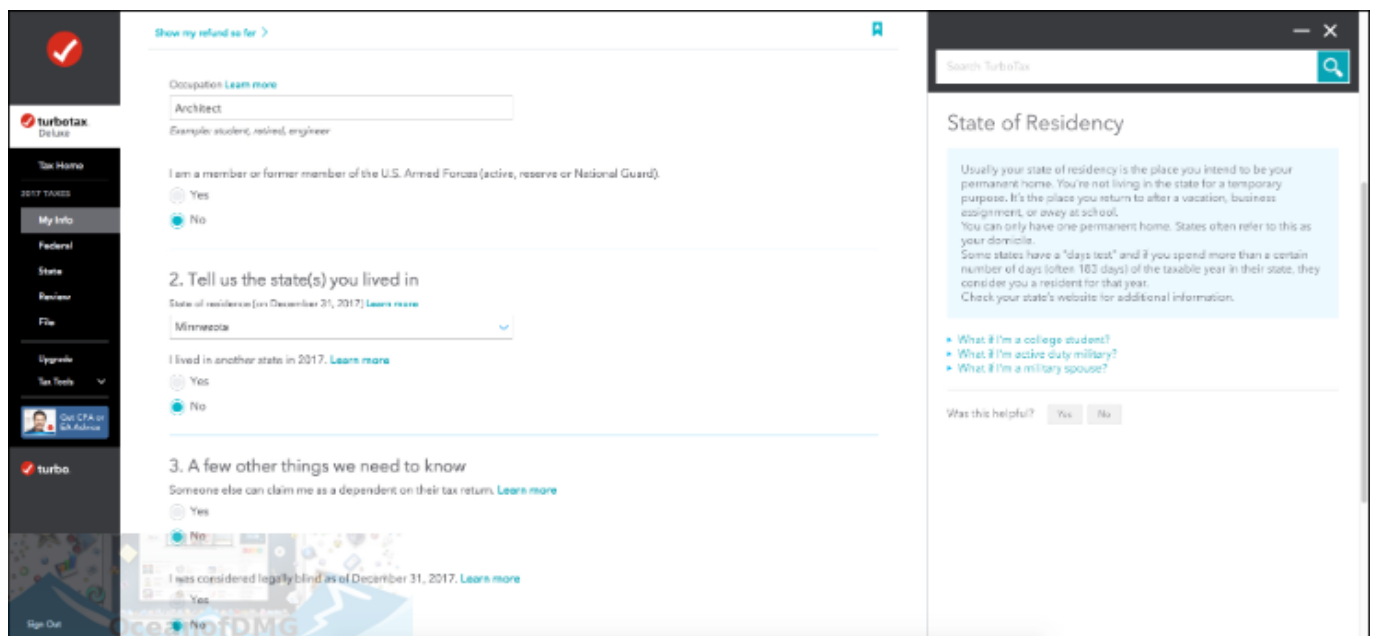 Show my refund so far >
Occupation Learn more
Architect
Example: student, retired, engineer
I am a member or former member of the U.S. Armed Forces (active, reserve or National Guard).
Yes
No
2. Tell us the state(s) you lived in
State of residence (on December 31, 2017) Learn more
Minnesota
I lived in another state in 2017. Learn more
Yes
No
3. A few other things we need to know
Someone else can claim me as a dependent on their tax return. Learn more
Yes
No
I was considered legally blind as of December 31, 2017. Learn more
Yes
No
turbotax
Deluxe
Tax Home
2017 TAXES
My Info
Federal
State
Review
File
Upgrade
Tax Tools
Get CPA or
EA Advice
turbo
Sign Out
OceanofDMG
Search TurboTax
State of Residency
Usually your state of residency is the place you intend to be your
permanent home. You're not living in the state for a temporary
purpose. It's the place you return to after a vacation, business
assignment, or away at school.
You can only have one permanent home. States often refer to this as
your domicile.
Some states have a "days test" and if you spend more than a certain
number of days (often 183 days) of the taxable year in their state, they
consider you a resident for that year.
Check your state's website for additional information.
What if I'm a college student?
What if I'm active duty military?
What if I'm a military spouse?
Was this helpful? Yes No